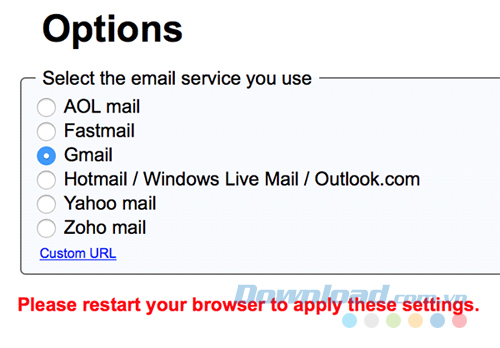 Options
Select the email service you use
AOL mail
Fastmail
Gmail
Hotmail / Windows Live Mail / Outlook.com
Yahoo mail
Zoho mail
Custom URL
Please restart your browser to apply these settings.
Download.com.vn